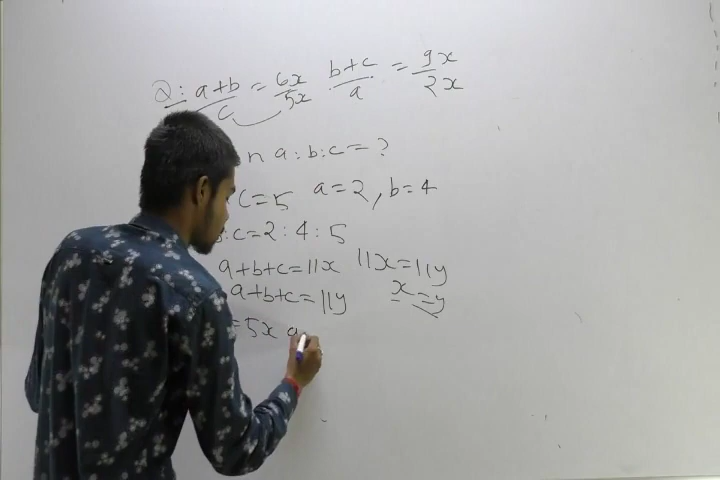 Q: a+b/c = 6x/5x b+c/a = 9x/2x
n a:b:c = ?
c=5 a=2, b=4
:c=2:4:5
a+b+c=11x 11x=11y
a+b+c=11y x=y
=5x a